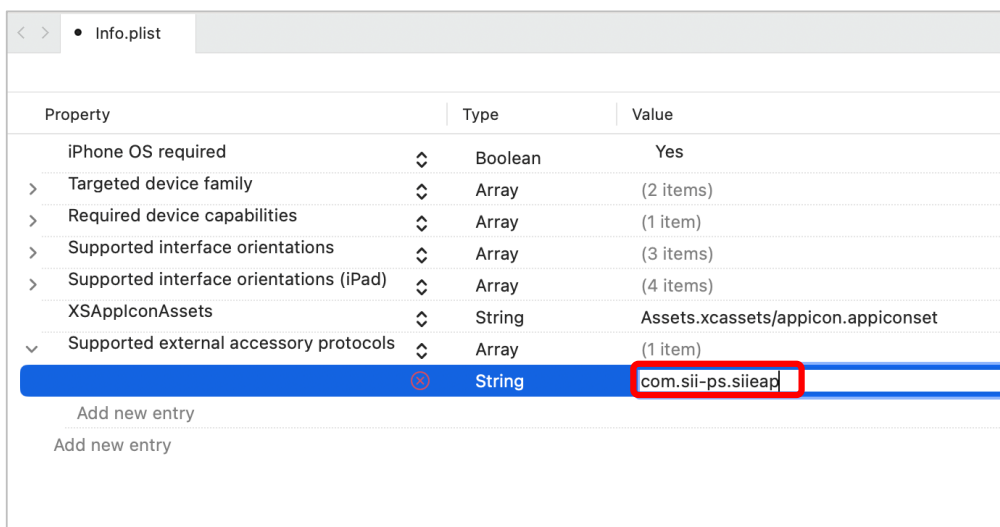 Info.plist
Property Type Value
iPhone OS required Boolean Yes
Targeted device family Array (2 items)
Required device capabilities Array (1 item)
Supported interface orientations Array (3 items)
Supported interface orientations (iPad) Array (4 items)
XSAppIconAssets String Assets.xcassets/appicon.appiconset
Supported external accessory protocols Array (1 item)
String com.sii-ps.siieap
Add new entry
Add new entry